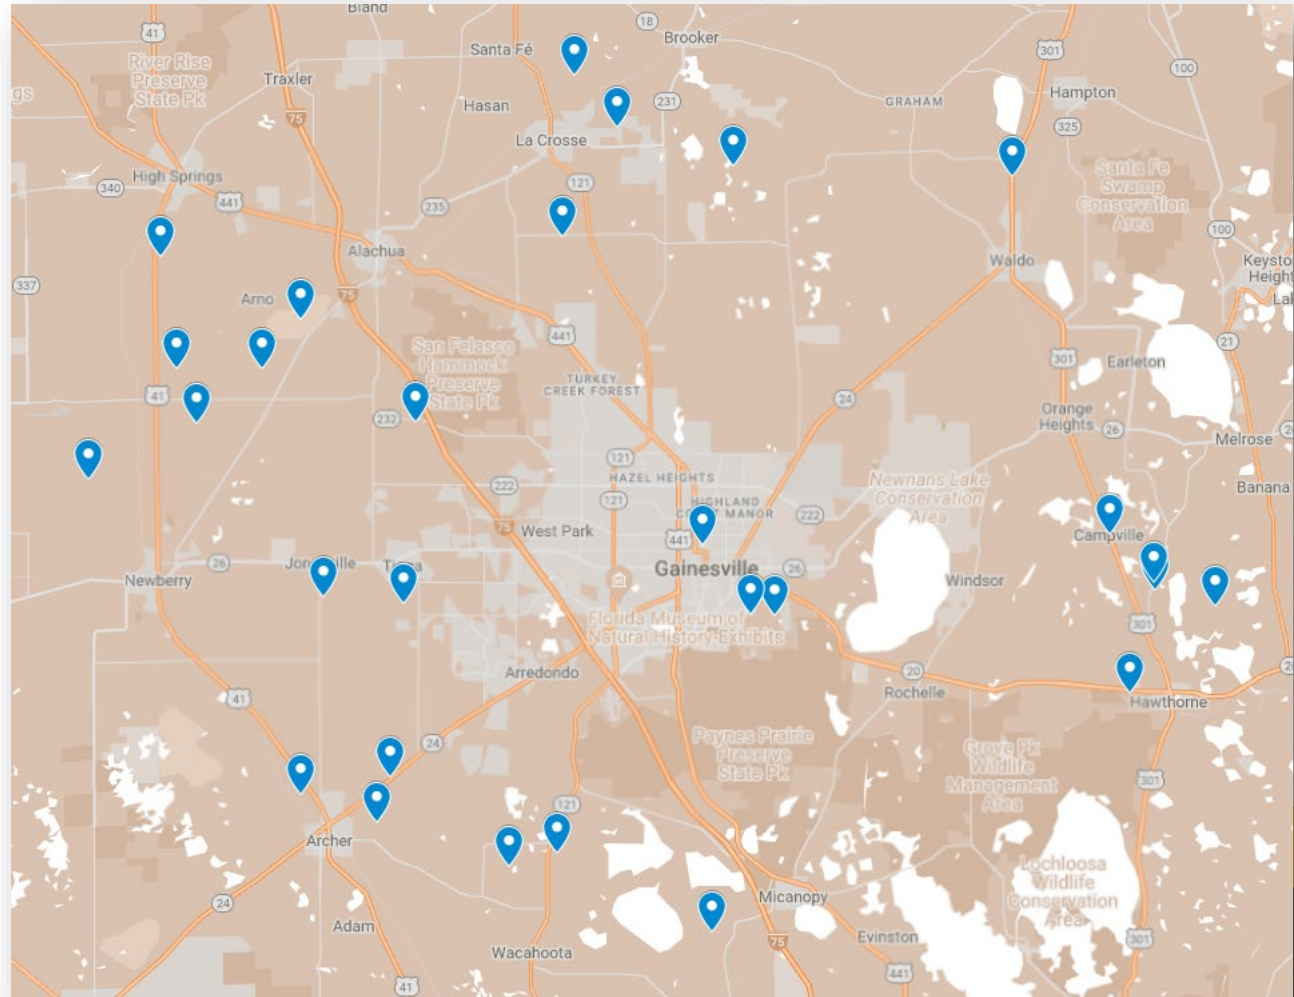 Bland
41
18
Santa Fé
Brooker
301
River Rise
Preserve
State Pk
100
Traxler
gs
Hampton
Hasan
231
GRAHAM
75
325
La Crosse
High Springs
340
121
Santa Fe
Swamp
Conservation
Area
441
235
100
Alachua
Waldo
Keysto
Height
337
Arno
75
Lak
441
San Felasco
Hammock
Preserve
State Pk
21
301
Earleton
TURKEY
CREEK FOREST
41
24
232
Orange
Heights
26
Melrose
121
HAZEL HEIGHTS
Newnans Lake
Conservation
Area
222
Banana
121
HIGHLAND
222
75
West Park
441
Campville
26
Newberry
Gainesville
26
Windsor
Florida Museum of
Natural History-Exhibits
301
Arredondo
20
Rochelle
41
Hawthorne
24
Paynes Prairie
Preserve
State Pk
Grove Pk
Wildlife
Management
Area
301
121
Archer
Lochloosa
Wildlife
Conservation
Area
Micanopy
24
Adam
Evinston
75
301
Wacahoota
441
41